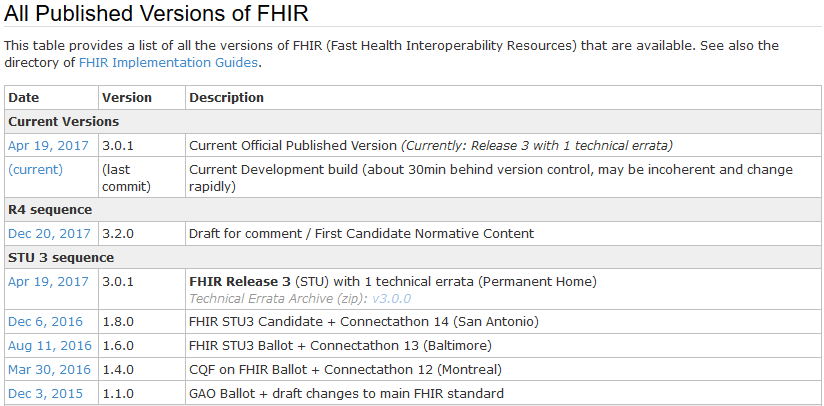 All Published Versions of FHIR
This table provides a list of all the versions of FHIR (Fast Health Interoperability Resources) that are available. See also the
directory of FHIR Implementation Guides.
Date Version Description
Current Versions
Apr 19, 2017 3.0.1 Current Official Published Version (Currently: Release 3 with 1 technical errata)
(current) (last Current Development build (about 30min behind version control, may be incoherent and change
commit) rapidly)
R4 sequence
Dec 20, 2017 3.2.0 Draft for comment / First Candidate Normative Content
STU 3 sequence
Apr 19, 2017 3.0.1 FHIR Release 3 (STU) with 1 technical errata (Permanent Home)
Technical Errata Archive (zip): v3.0.0
Dec 6, 2016 1.8.0 FHIR STU3 Candidate + Connectathon 14 (San Antonio)
Aug 11, 2016 1.6.0 FHIR STU3 Ballot + Connectathon 13 (Baltimore)
Mar 30, 2016 1.4.0 CQF on FHIR Ballot + Connectathon 12 (Montreal)
Dec 3, 2015 1.1.0 GAO Ballot + draft changes to main FHIR standard